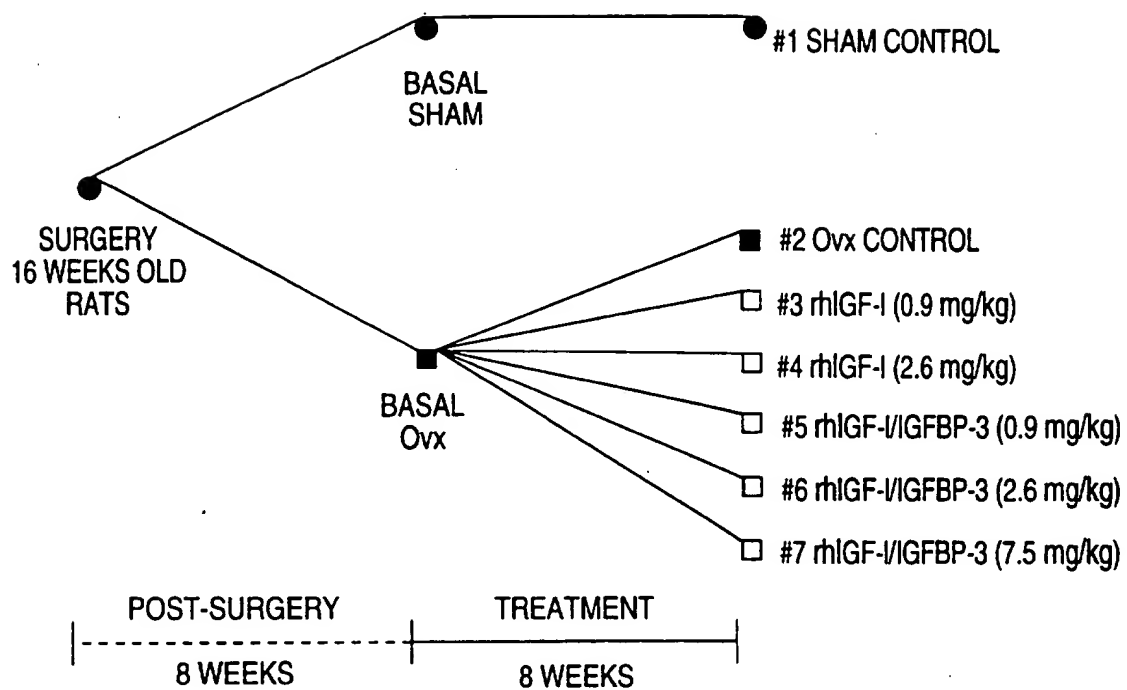 #1 SHAM CONTROL
BASAL
SHAM
SURGERY
16 WEEKS OLD
RATS
#2 Ovx CONTROL
#3 rhIGF-I (0.9 mg/kg)
#4 rhIGF-I (2.6 mg/kg)
BASAL
Ovx
#5 rhIGF-I/IGFBP-3 (0.9 mg/kg)
#6 rhIGF-I/IGFBP-3 (2.6 mg/kg)
#7 rhIGF-I/IGFBP-3 (7.5 mg/kg)
POST-SURGERY
TREATMENT
8 WEEKS
8 WEEKS